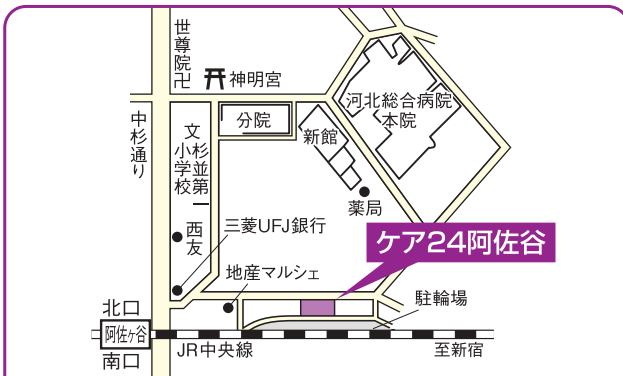 世尊院卍
神明宮
中杉通り
文 杉並第一
小学校
分院
新館
河北総合病院
本院
薬局
西友
三菱UFJ銀行
ケア24阿佐谷
地産マルシェ
駐輪場
北口
阿佐ヶ谷
南口
JR中央線
至新宿